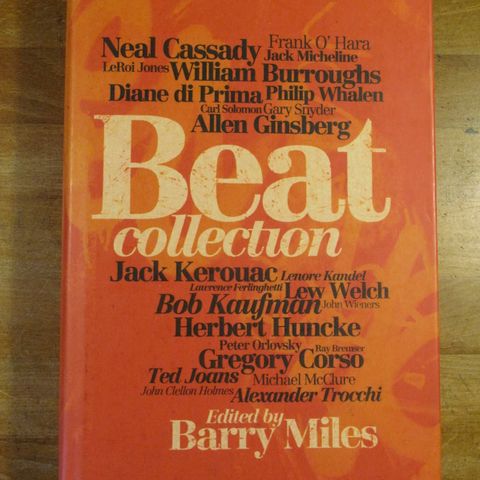 Neal Cassady Frank O' Hara
Jack Micheline
LeRoi Jones William Burroughs
Diane di Prima Philip Whalen
Carl Solomon Gary Snyder
Allen Ginsberg
Beat
collection
Jack Kerouac Lenore Kandel
Lawrence Ferlinghetti Lew Welch
Bob Kaufman John Wieners
Herbert Huncke
Peter Orlovsky Ray Bremser
Gregory Corso
Ted Joans Michael McClure
John Clellon Holmes Alexander Trocchi
Edited by
Barry Miles